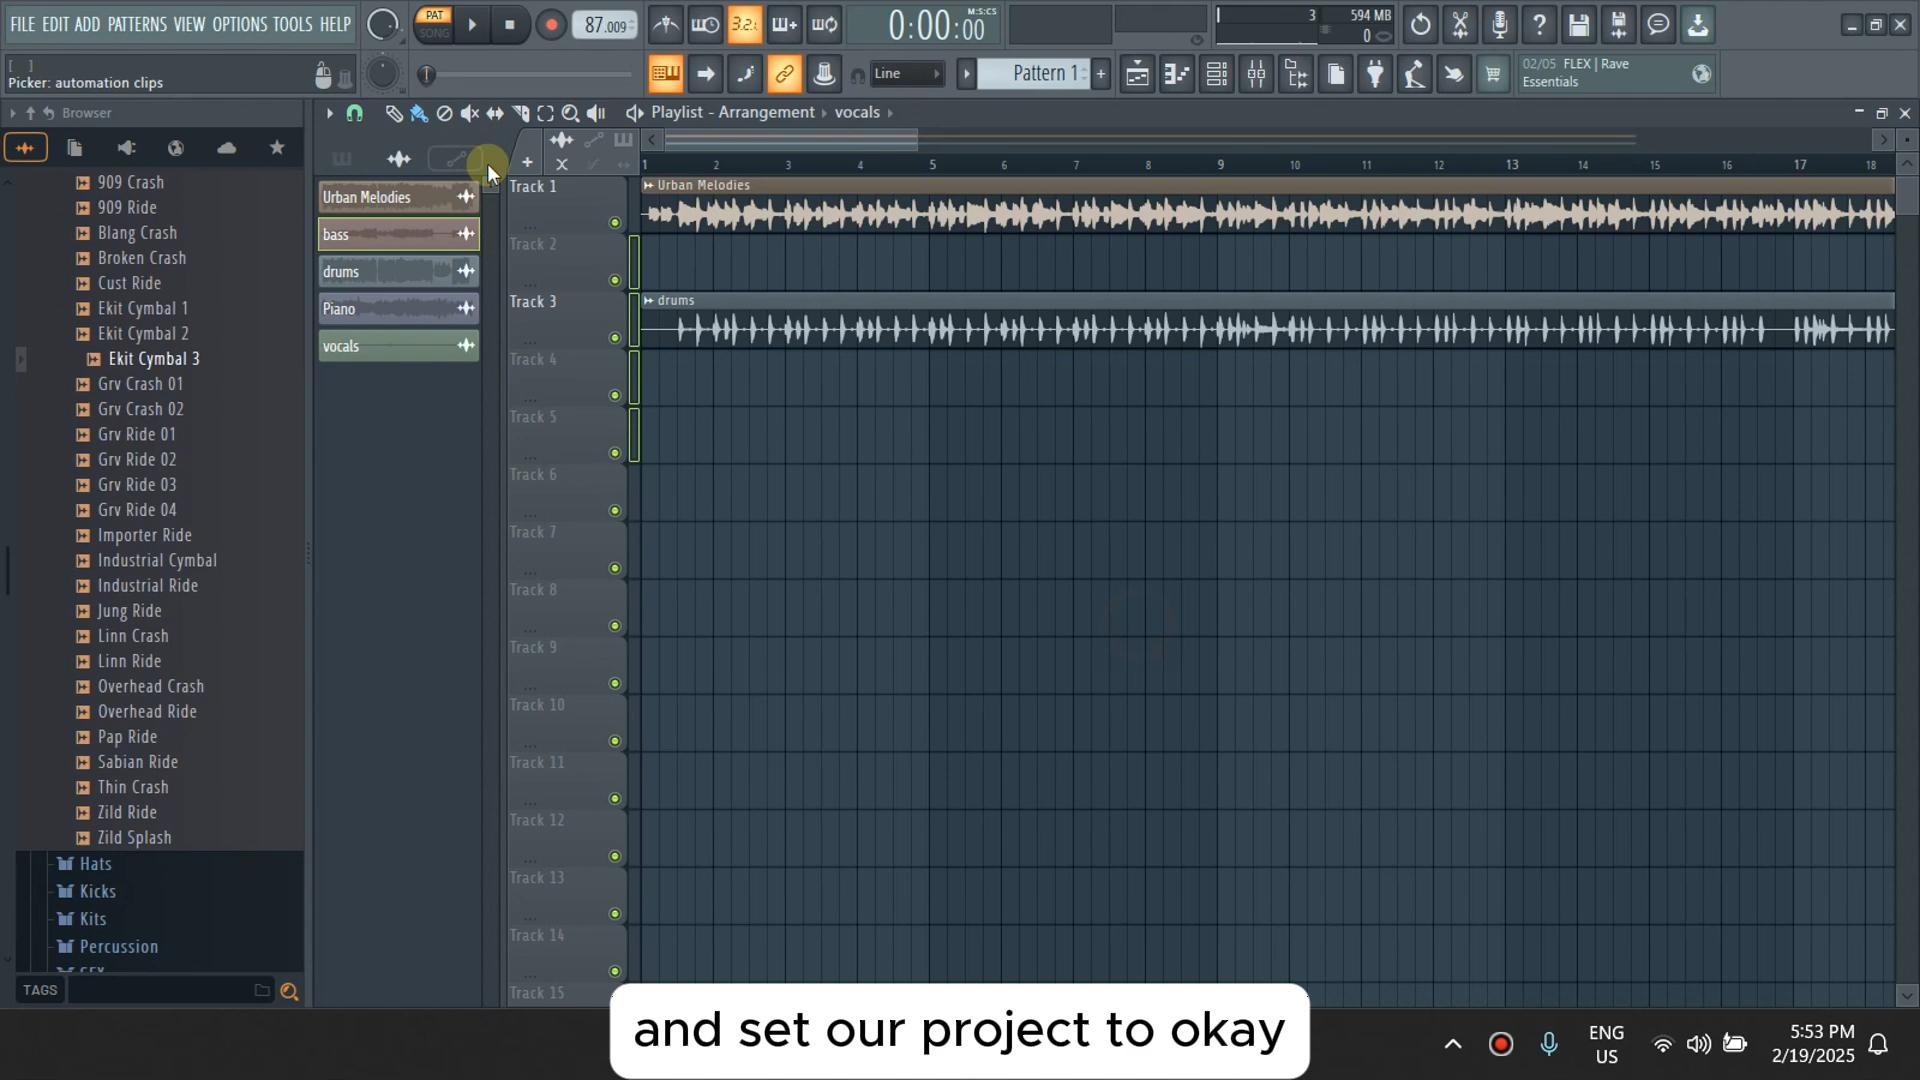 FILE EDIT ADD PATTERNS VIEW OPTIONS TOOLS HELP
PAT
SONG
87.009
3.2.
0:00:00
M:S:CS
3
594 MB
0
[ ]
Picker: automation clips
Line
Pattern 1
+
02/05 FLEX | Rave
Essentials
Browser
Playlist - Arrangement
vocals
1 2 3 4 5 6 7 8 9 10 11 12 13 14 15 16 17 18
909 Crash
909 Ride
Blang Crash
Broken Crash
Cust Ride
Ekit Cymbal 1
Ekit Cymbal 2
Ekit Cymbal 3
Grv Crash 01
Grv Crash 02
Grv Ride 01
Grv Ride 02
Grv Ride 03
Grv Ride 04
Importer Ride
Industrial Cymbal
Industrial Ride
Jung Ride
Linn Crash
Linn Ride
Overhead Crash
Overhead Ride
Pap Ride
Sabian Ride
Thin Crash
Zild Ride
Zild Splash
Hats
Kicks
Kits
Percussion
TAGS
Urban Melodies
bass
drums
Piano
vocals
Track 1
Urban Melodies
Track 2
Track 3
drums
Track 4
Track 5
Track 6
Track 7
Track 8
Track 9
Track 10
Track 11
Track 12
Track 13
Track 14
Track 15
and set our project to okay
ENG
US
5:53 PM
2/19/2025